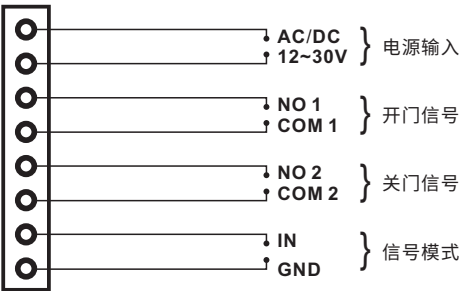 AC/DC
12~30V
电源输入
NO 1
COM 1
开门信号
NO 2
COM 2
关门信号
IN
GND
信号模式